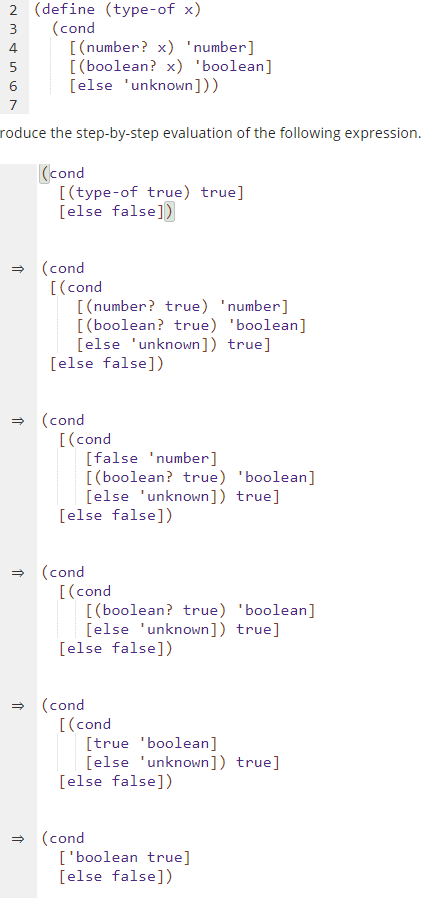 2 (define (type-of x)
3   (cond
4     [(number? x) 'number]
5     [(boolean? x) 'boolean]
6     [else 'unknown]))
7
roduce the step-by-step evaluation of the following expression.
(cond
  [(type-of true) true]
  [else false])
⇒ (cond
 [(cond
    [(number? true) 'number]
    [(boolean? true) 'boolean]
    [else 'unknown]) true]
 [else false])
⇒ (cond
  [(cond
     [false 'number]
     [(boolean? true) 'boolean]
     [else 'unknown]) true]
  [else false])
⇒ (cond
  [(cond
     [(boolean? true) 'boolean]
     [else 'unknown]) true]
  [else false])
⇒ (cond
  [(cond
     [true 'boolean]
     [else 'unknown]) true]
  [else false])
⇒ (cond
  ['boolean true]
  [else false])